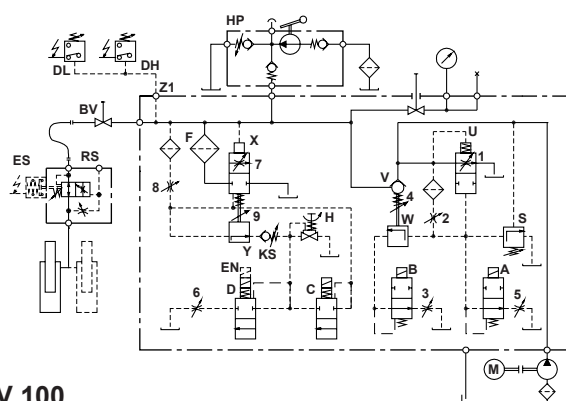 HP
DL DH
Z1
BV
X U
F 7 1
ES RS
V
8 4
9 W 2 S
H
Y KS
EN B A
D C
6 3 5
M
V 100